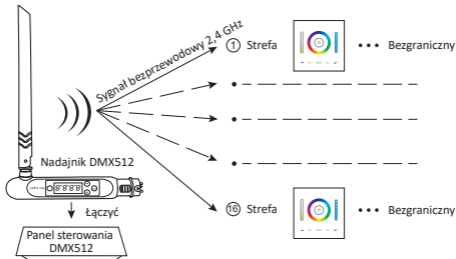 Sygnał bezprzewodowy 2,4 GHz
1 Strefa ••• Bezgraniczny
Nadajnik DMX512
Łączyć
16 Strefa ••• Bezgraniczny
Panel sterowania
DMX512